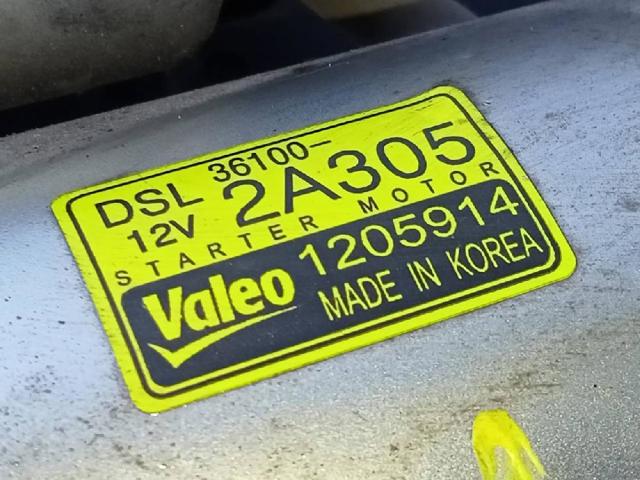 DSL 36100-
12V 2A305
STARTER MOTOR
Valeo 1205914
MADE IN KOREA